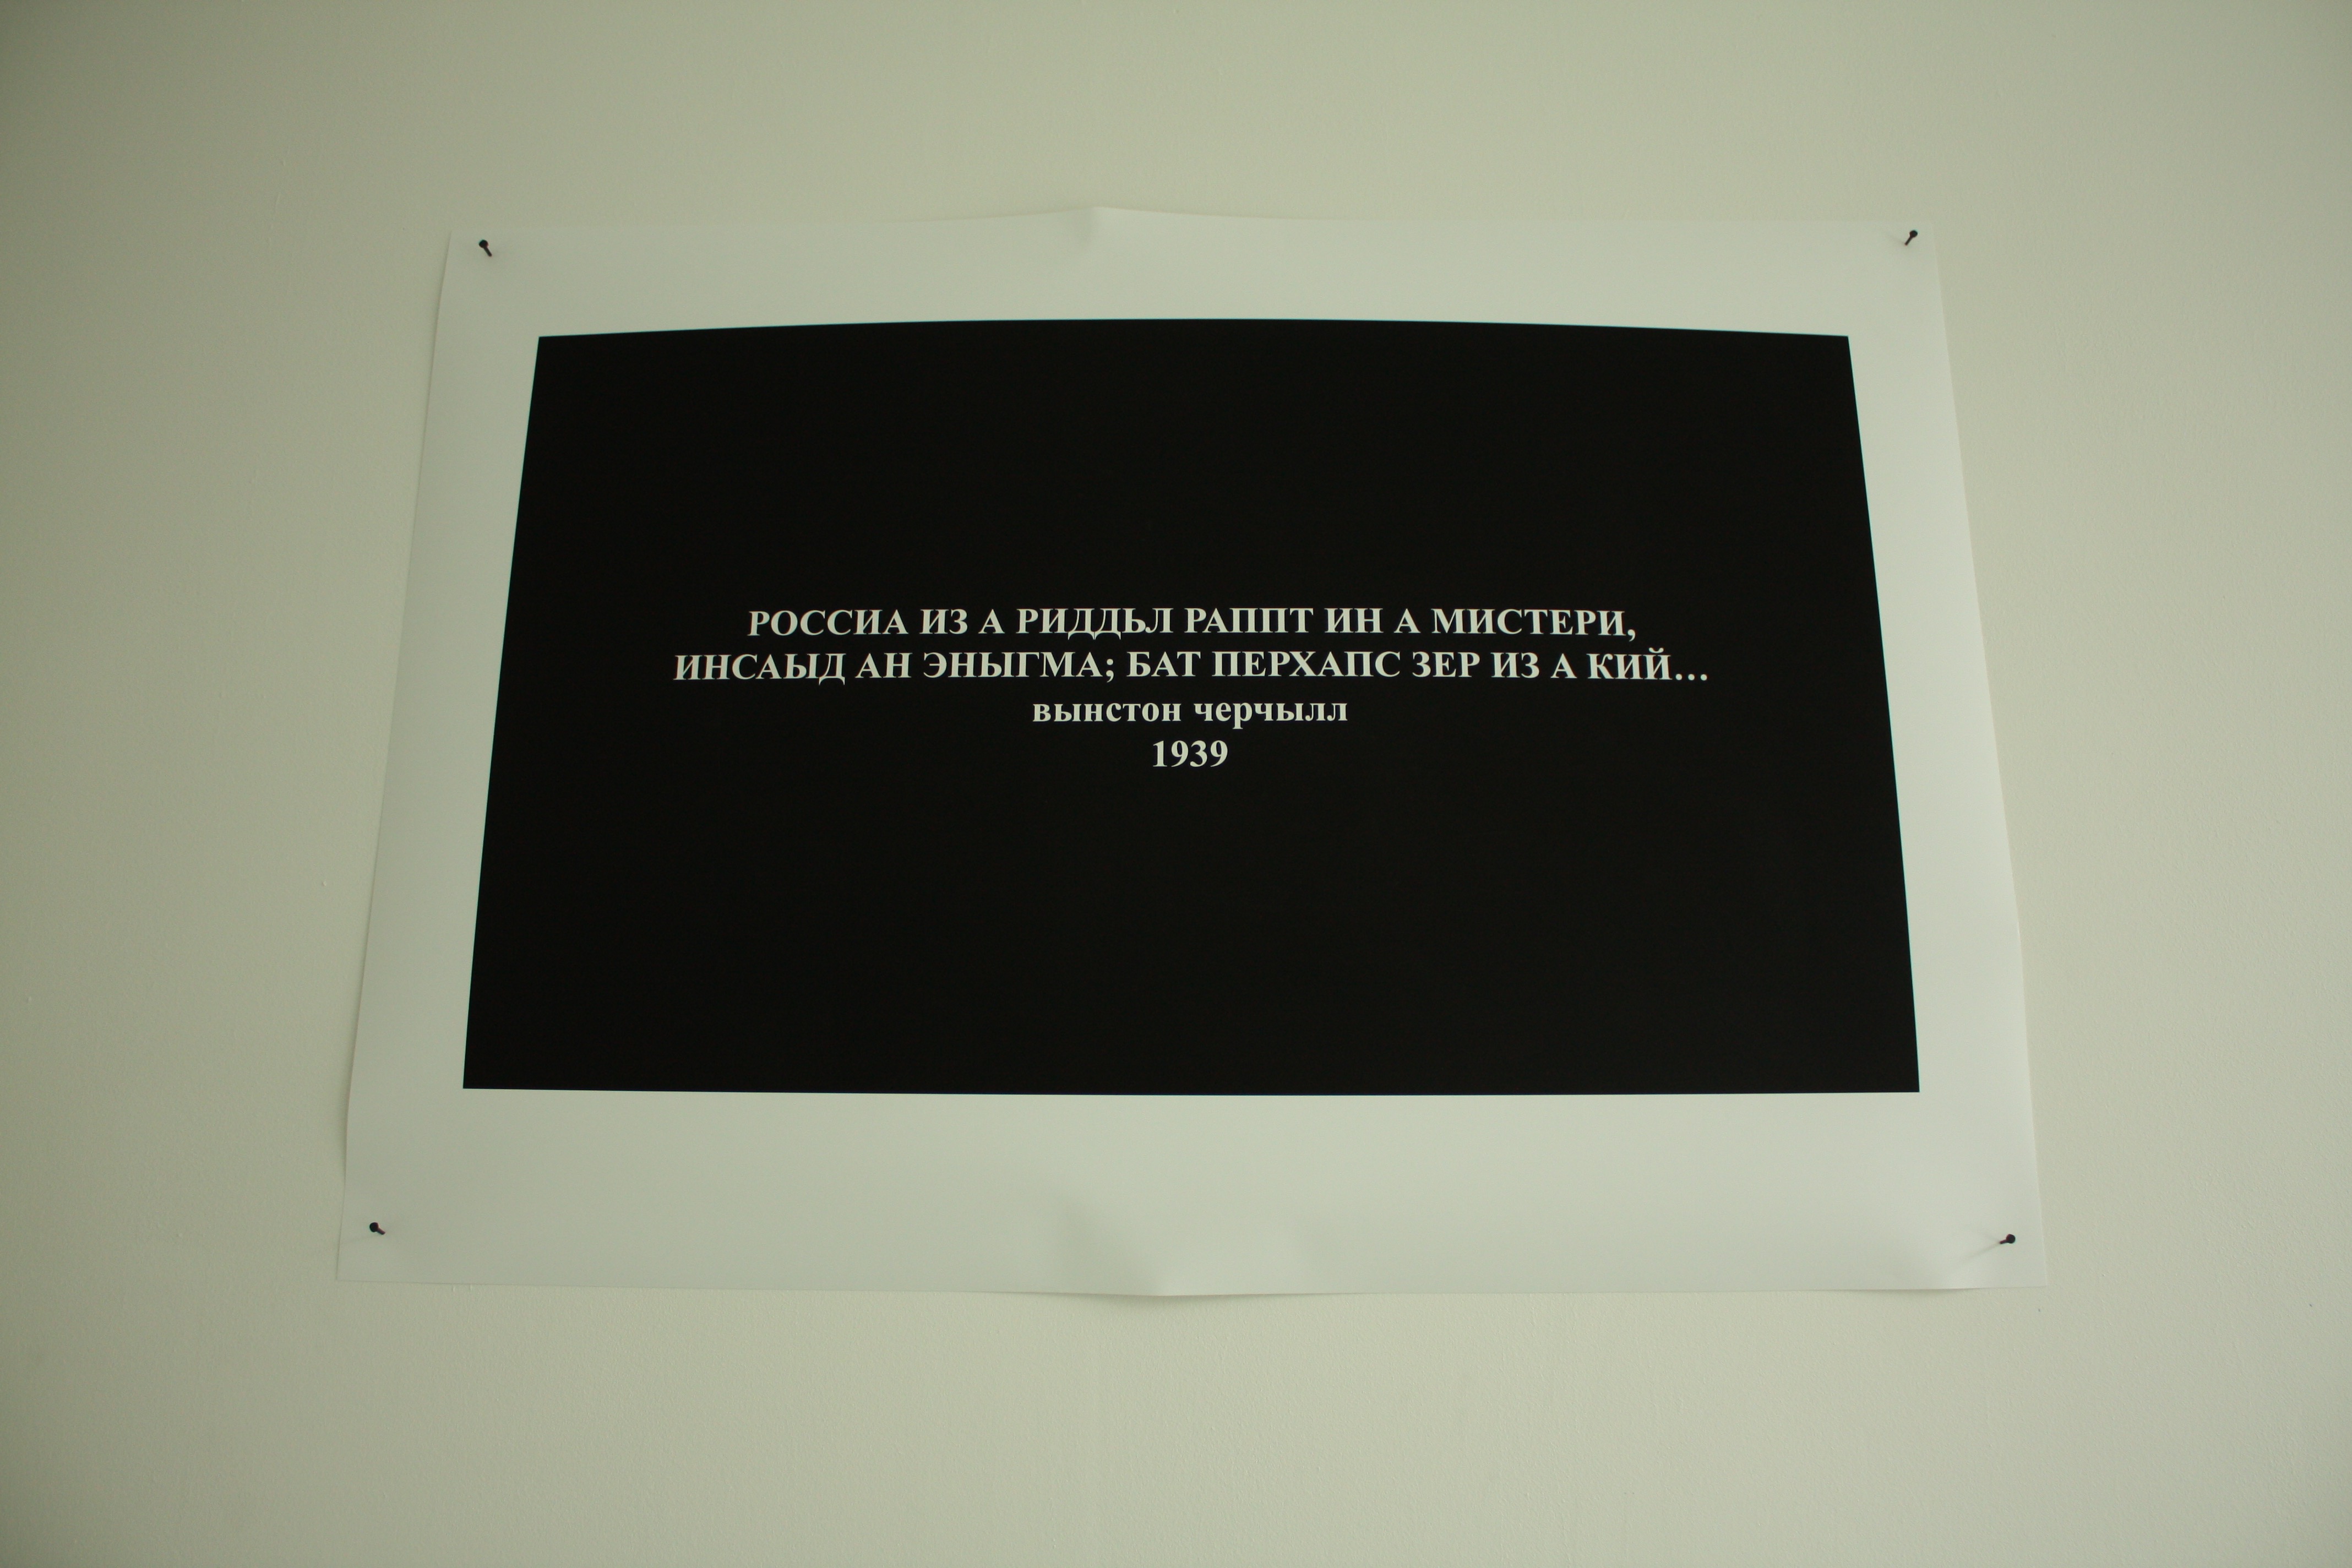 РОССИА ИЗ А РИДДЬЛ РАППТ ИН А МИСТЕРИ,
ИНСАЫД АН ЭНЫГМА; БАТ ПЕРХАПС ЗЕР ИЗ А КИЙ...
вынстон черчылл
1939